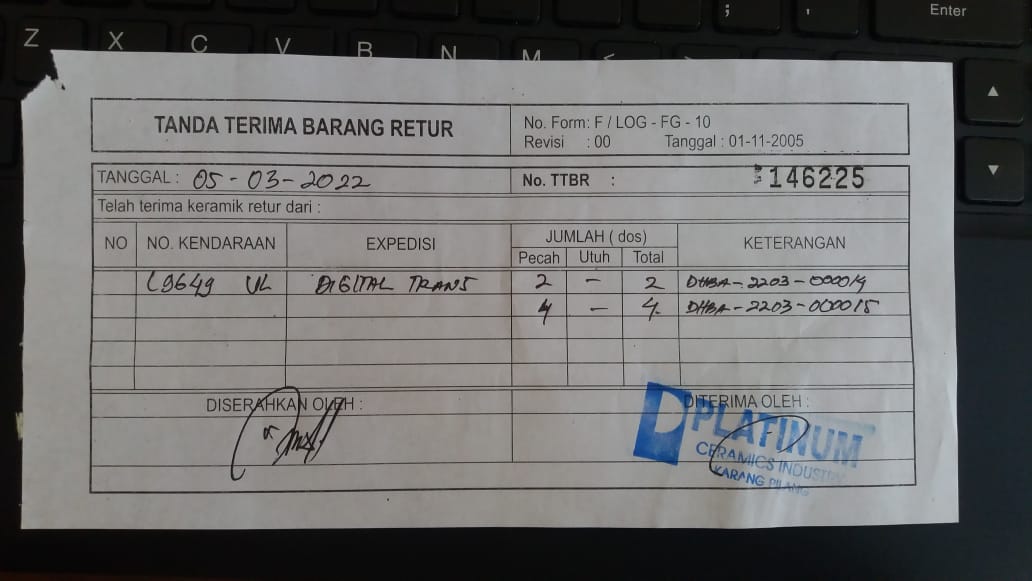 Z X C V B N M < ; ' Enter
TANDA TERIMA BARANG RETUR
No. Form: F / LOG - FG - 10
Revisi : 00 Tanggal : 01-11-2005
TANGGAL : 05 - 03 - 2022 No. TTBR : 146225
Telah terima keramik retur dari :
NO NO. KENDARAAN EXPEDISI JUMLAH ( dos) KETERANGAN
Pecah Utuh Total
L9649 UL DIGITAL TRANS 2 - 2 DHBA-2203-000014
4 - 4 DHBA-2203-000015
DISERAHKAN OLEH : DITERIMA OLEH :
PLATINUM
CERAMICS INDUSTRY
KARANG PILANG